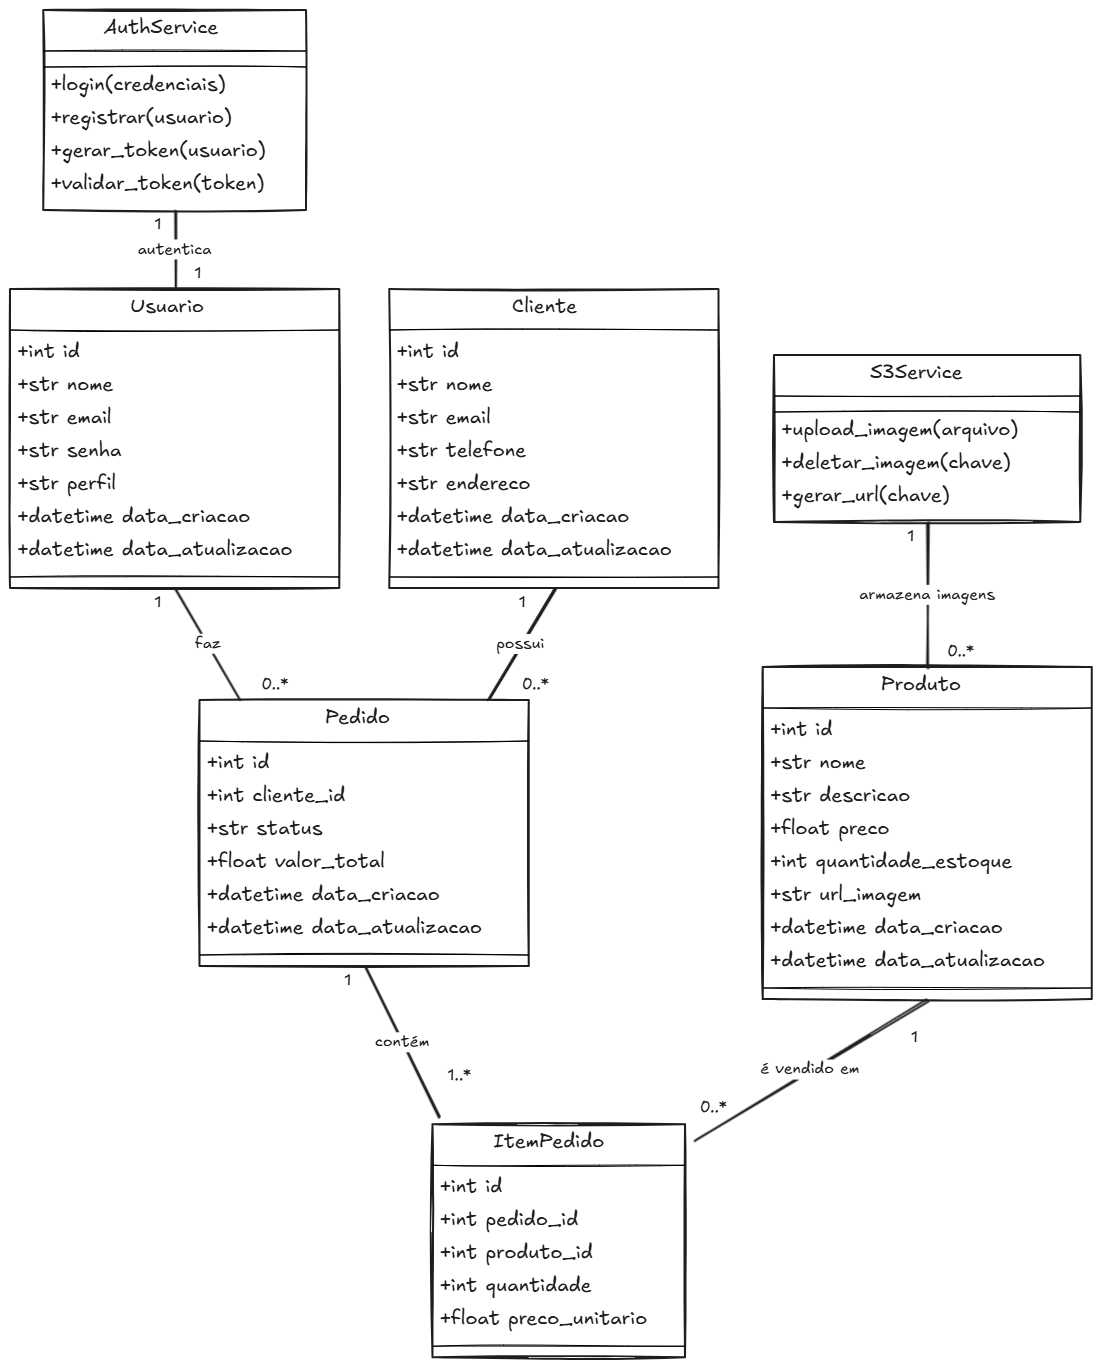 AuthService
+login(credenciais)
+registrar(usuario)
+gerar_token(usuario)
+validar_token(token)
1
autentica
1
Usuario
+int id
+str nome
+str email
+str senha
+str perfil
+datetime data_criacao
+datetime data_atualizacao
Cliente
+int id
+str nome
+str email
+str telefone
+str endereco
+datetime data_criacao
+datetime data_atualizacao
S3Service
+upload_imagem(arquivo)
+deletar_imagem(chave)
+gerar_url(chave)
1
armazena imagens
0..*
1
faz
0..*
1
possui
0..*
Pedido
+int id
+int cliente_id
+str status
+float valor_total
+datetime data_criacao
+datetime data_atualizacao
Produto
+int id
+str nome
+str descricao
+float preco
+int quantidade_estoque
+str url_imagem
+datetime data_criacao
+datetime data_atualizacao
1
contém
1..*
1
é vendido em
0..*
ItemPedido
+int id
+int pedido_id
+int produto_id
+int quantidade
+float preco_unitario